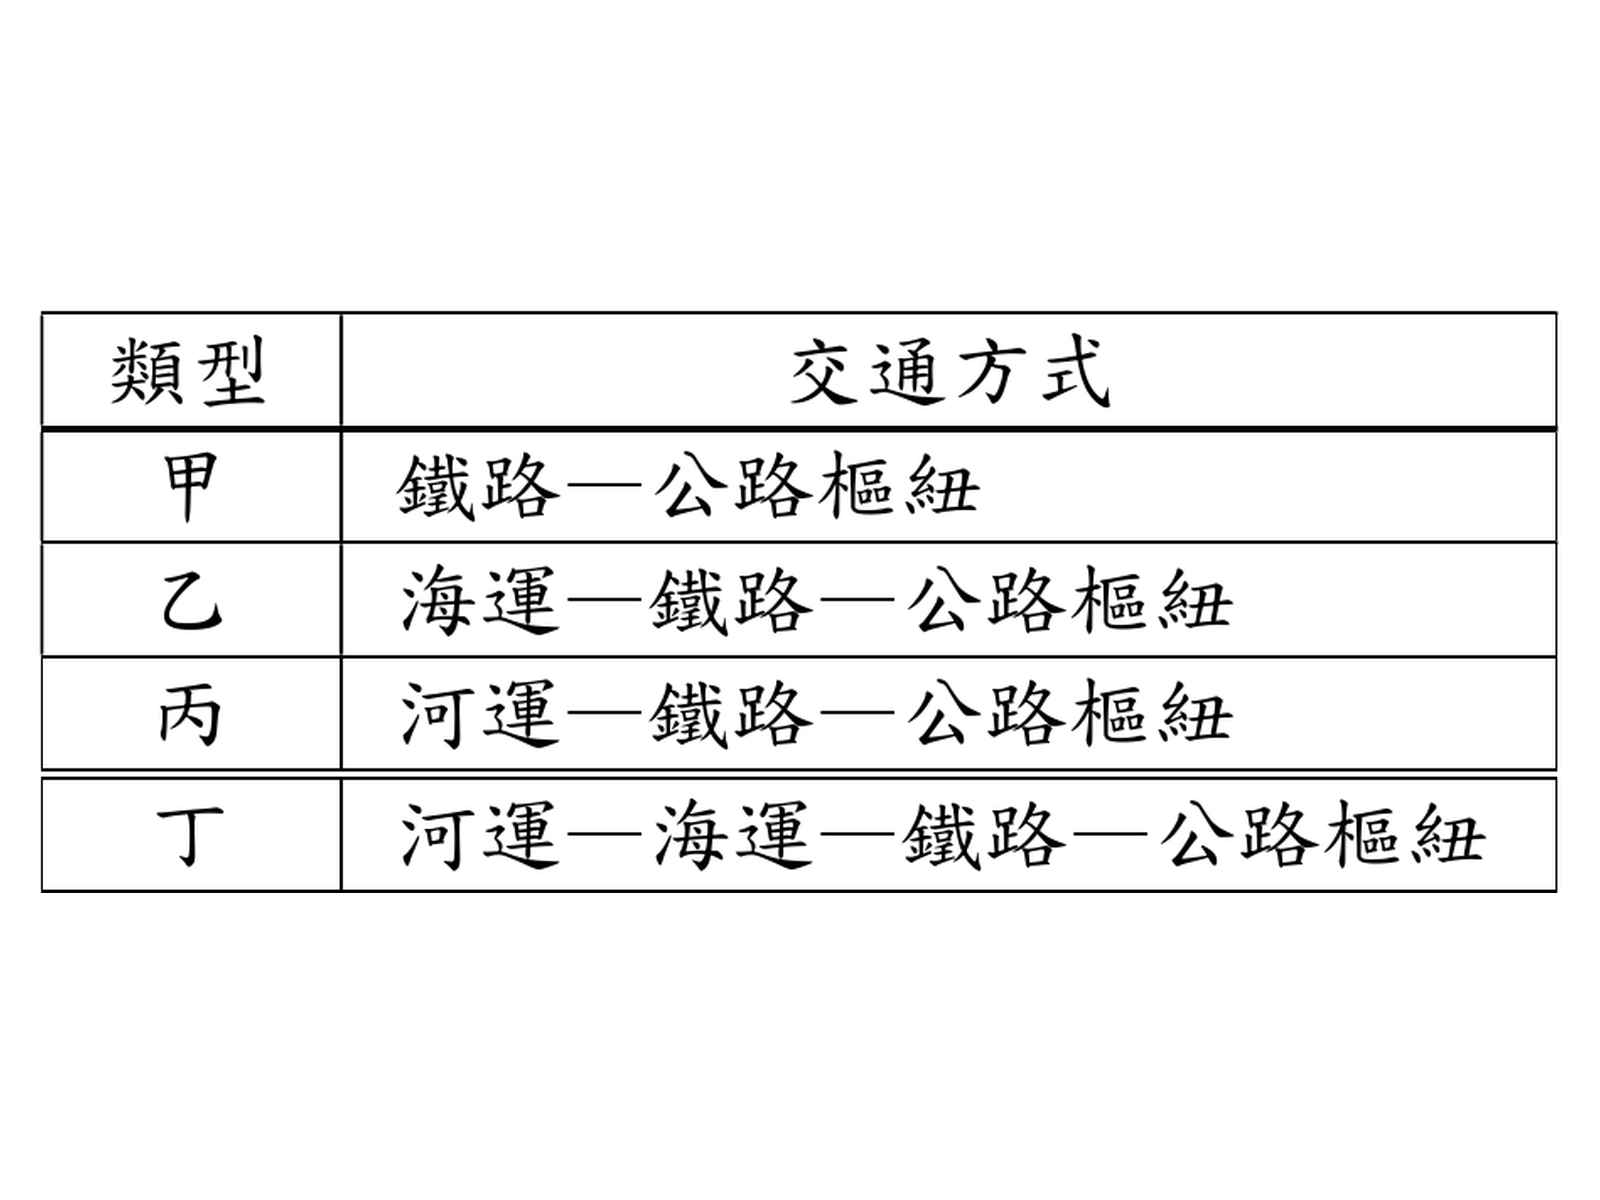 類型 交通方式
甲 鐵路—公路樞紐
乙 海運—鐵路—公路樞紐
丙 河運—鐵路—公路樞紐
丁 河運—海運—鐵路—公路樞紐